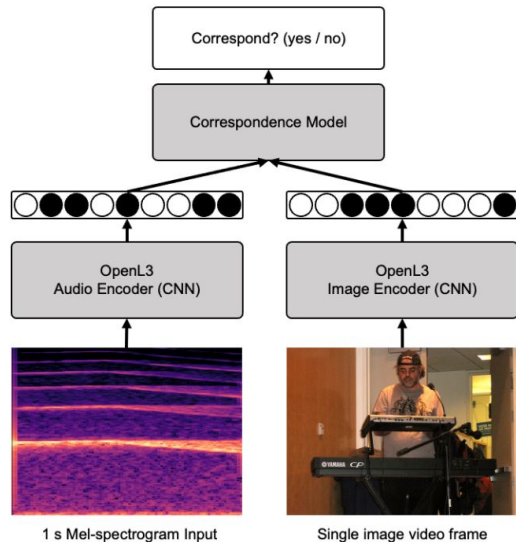 Correspond? (yes / no)
Correspondence Model
OpenL3
Audio Encoder (CNN)
OpenL3
Image Encoder (CNN)
YAMAHA CP
1 s Mel-spectrogram Input
Single image video frame